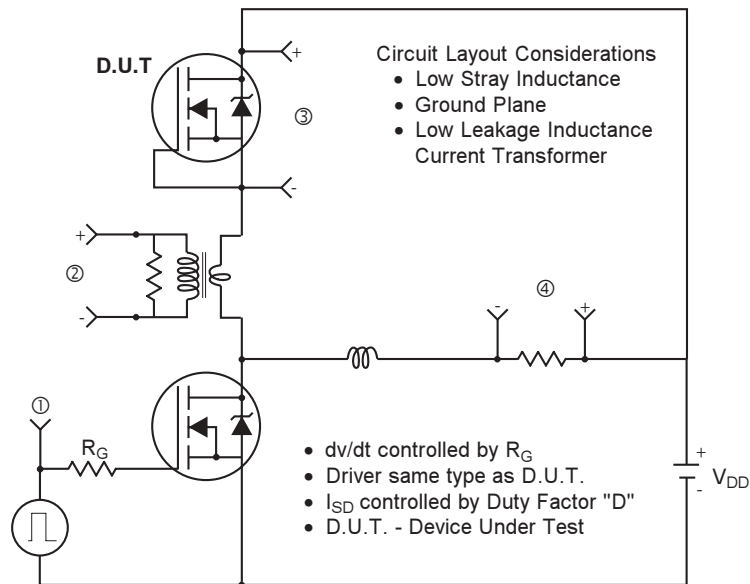 D.U.T
+
③
-
Circuit Layout Considerations
• Low Stray Inductance
• Ground Plane
• Low Leakage Inductance
Current Transformer
+
②
-
④
- +
①
R_G
• dv/dt controlled by R_G
• Driver same type as D.U.T.
• I_SD controlled by Duty Factor "D"
• D.U.T. - Device Under Test
+
V_DD
-